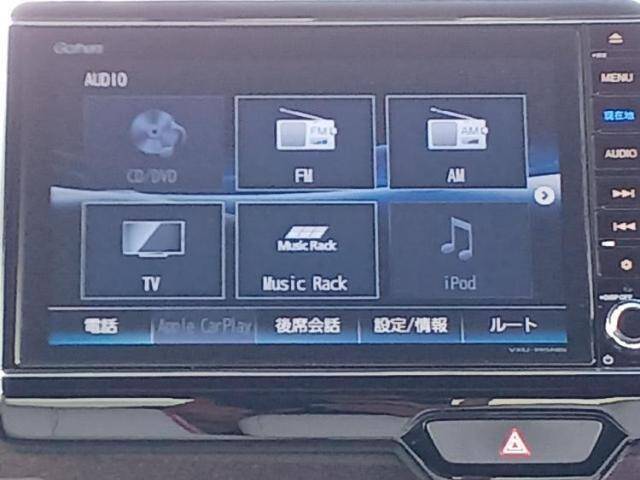 Gathers
AUDIO
CD/DVD
FM
FM
AM
AM
TV
Music Rack
Music Rack
iPod
電話 Apple CarPlay 後席会話 設定/情報 ルート
MENU
現在地
AUDIO